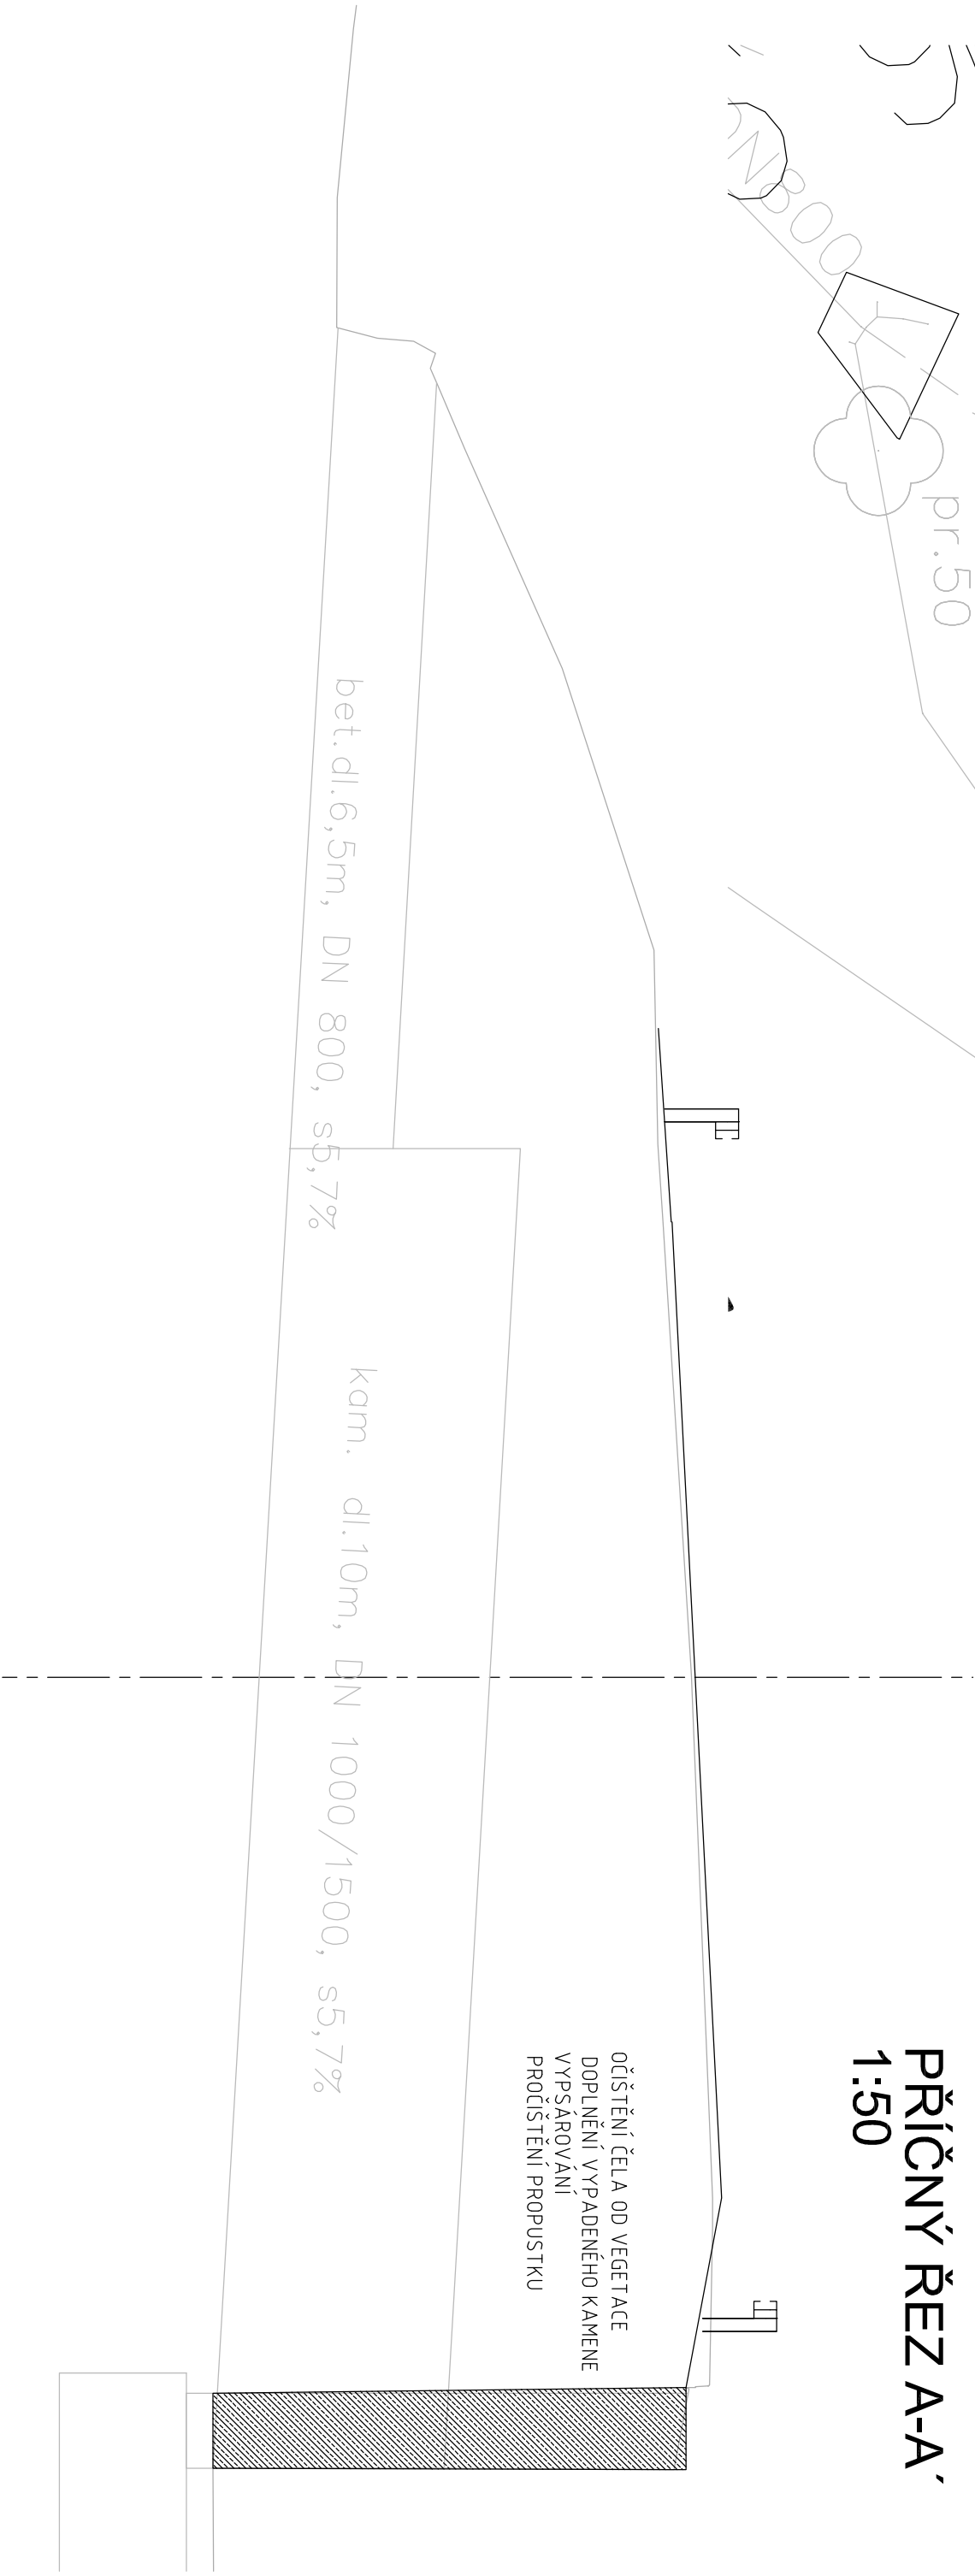 PŘÍČNÝ ŘEZ A-A´
1:50
pr.50
DN800
OČIŠTĚNÍ ČELA OD VEGETACE
DOPLNĚNÍ VYPADENÉHO KAMENE
VYPSÁROVÁNÍ
PROČIŠTĚNÍ PROPUSTKU
bet.dl.6,5m, DN 800, s5,7%
kam. dl.10m, DN 1000/1500, s5,7%